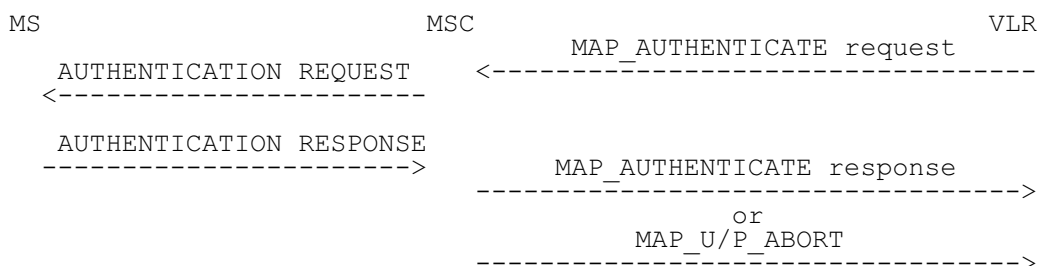 MS MSC VLR
MAP_AUTHENTICATE request
AUTHENTICATION REQUEST <----------------------------------
<------------------------
AUTHENTICATION RESPONSE
-----------------------> MAP_AUTHENTICATE response
---------------------------------->
or
MAP_U/P_ABORT
---------------------------------->